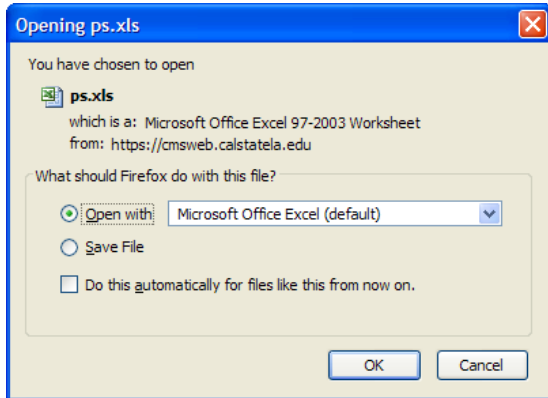 Opening ps.xls
You have chosen to open
ps.xls
which is a: Microsoft Office Excel 97-2003 Worksheet
from: https://cmsweb.calstatela.edu
What should Firefox do with this file?
Open with Microsoft Office Excel (default)
Save File
Do this automatically for files like this from now on.
OK Cancel